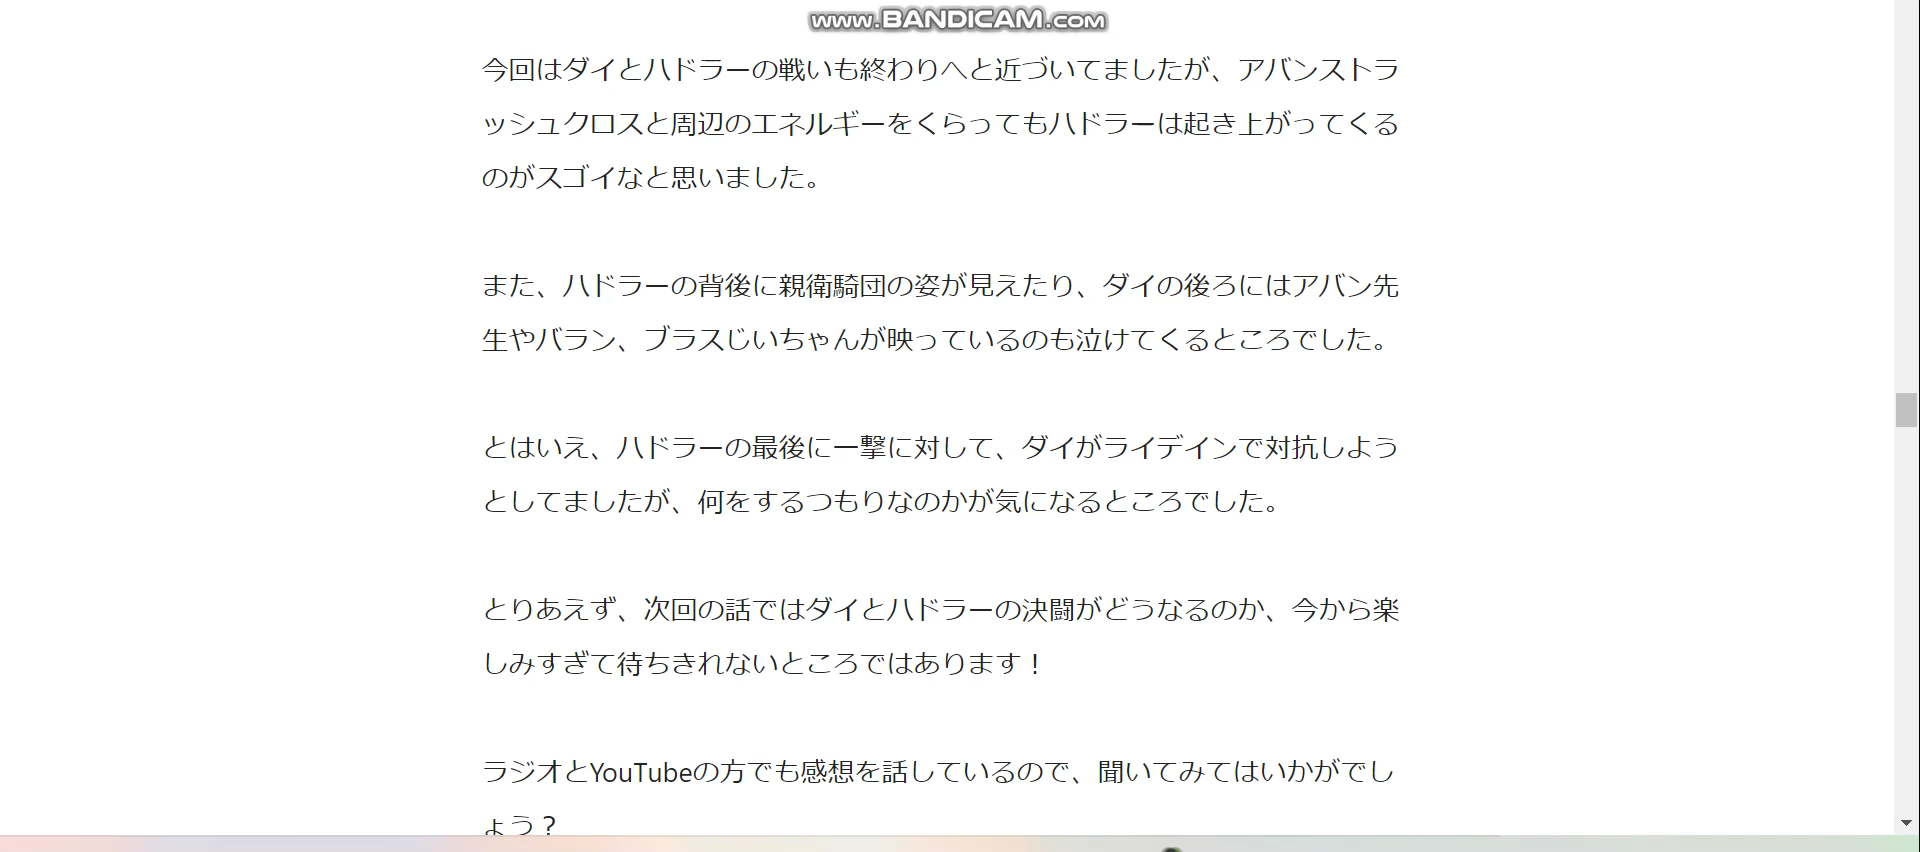 www.BANDICAM.com
今回はダイとハドラーの戦いも終わりへと近づいてましたが、アバンストラ
ッシュクロスと周辺のエネルギーをくらってもハドラーは起き上がってくる
のがスゴイなと思いました。
また、ハドラーの背後に親衛騎団の姿が見えたり、ダイの後ろにはアバン先
生やバラン、ブラスじいちゃんが映っているのも泣けてくるところでした。
とはいえ、ハドラーの最後に一撃に対して、ダイがライデインで対抗しよう
としてましたが、何をするつもりなのかが気になるところでした。
とりあえず、次回の話ではダイとハドラーの決闘がどうなるのか、今から楽
しみすぎて待ちきれないところではあります！
ラジオとYouTubeの方でも感想を話しているので、聞いてみてはいかがでし
ょう？